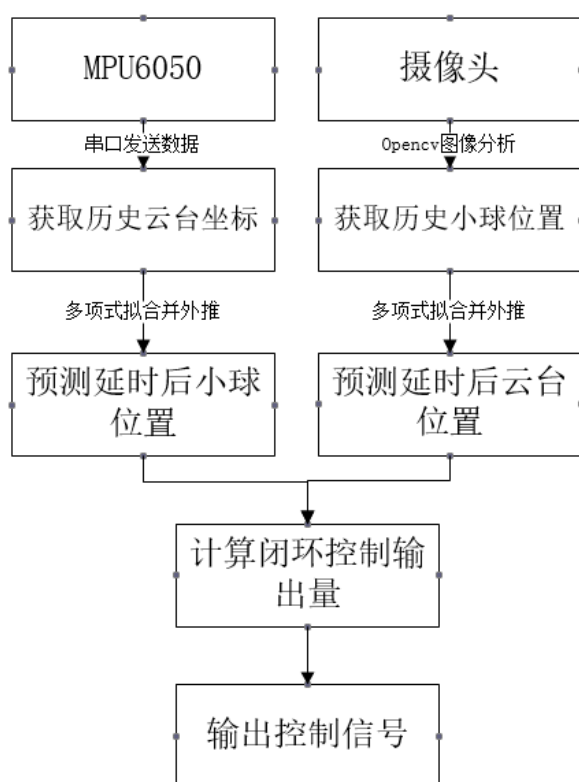 MPU6050
摄像头
串口发送数据
Opencv图像分析
获取历史云台坐标
获取历史小球位置
多项式拟合并外推
多项式拟合并外推
预测延时后小球
位置
预测延时后云台
位置
计算闭环控制输
出量
输出控制信号